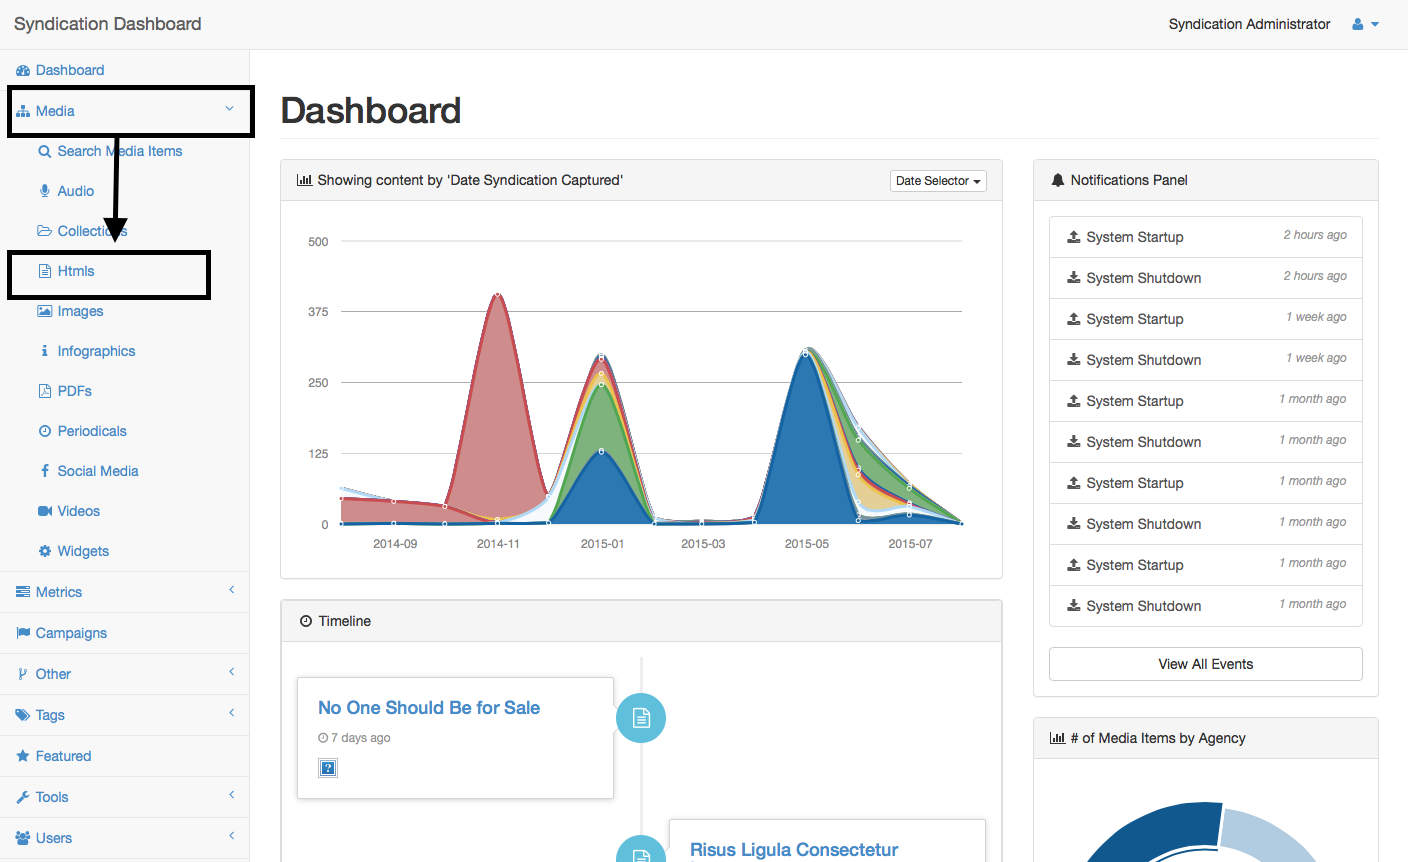 Syndication Dashboard
Syndication Administrator
Dashboard
Media
Search Media Items
Audio
Collections
Htmls
Images
Infographics
PDFs
Periodicals
Social Media
Videos
Widgets
Metrics
Campaigns
Other
Tags
Featured
Tools
Users
Dashboard
Showing content by 'Date Syndication Captured'
Date Selector
500
375
250
125
0
2014-09 2014-11 2015-01 2015-03 2015-05 2015-07
Timeline
No One Should Be for Sale
7 days ago
?
Risus Ligula Consectetur
Notifications Panel
System Startup 2 hours ago
System Shutdown 2 hours ago
System Startup 1 week ago
System Shutdown 1 week ago
System Startup 1 month ago
System Shutdown 1 month ago
System Startup 1 month ago
System Shutdown 1 month ago
System Startup 1 month ago
System Shutdown 1 month ago
View All Events
# of Media Items by Agency